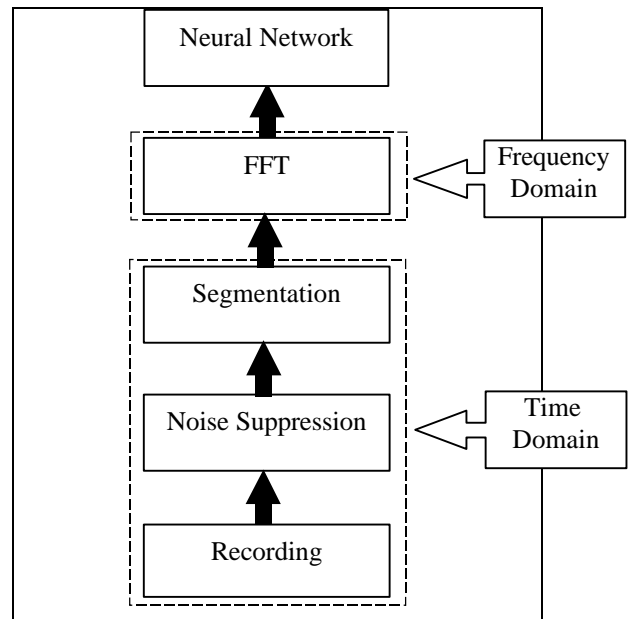 Neural Network
FFT
Frequency
Domain
Segmentation
Noise Suppression
Time
Domain
Recording